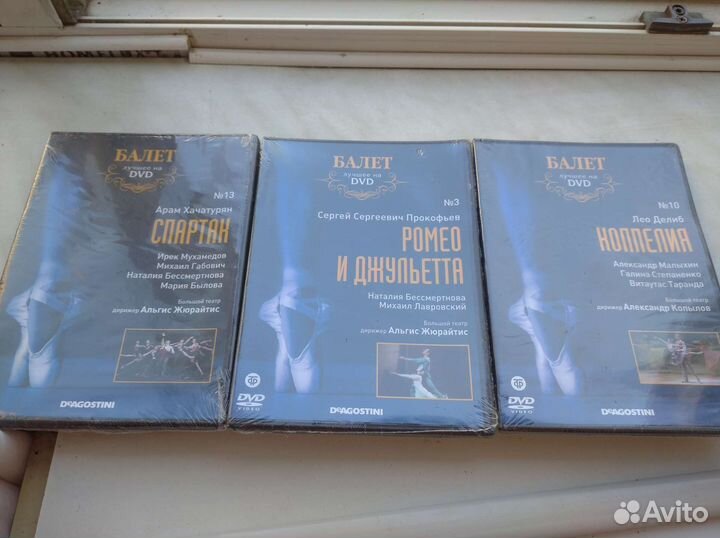 БАЛЕТ
лучшее на
DVD
№13
Арам Хачатурян
СПАРТАК
Ирек Мухамедов
Михаил Габович
Наталия Бессмертнова
Мария Былова
Большой театр
дирижер Альгис Жюрайтис
DEAGOSTINI
БАЛЕТ
лучшее на
DVD
№3
Сергей Сергеевич Прокофьев
РОМЕО
И ДЖУЛЬЕТТА
Наталия Бессмертнова
Михаил Лавровский
Большой театр
дирижер Альгис Жюрайтис
DVD
VIDEO
DEAGOSTINI
БАЛЕТ
лучшее на
DVD
№10
Лео Делиб
КОППЕЛИЯ
Александр Малыхин
Галина Степаненко
Витаутас Таранда
Большой театр
дирижер Александр Копылов
DVD
VIDEO
DEAGOSTINI
Avito